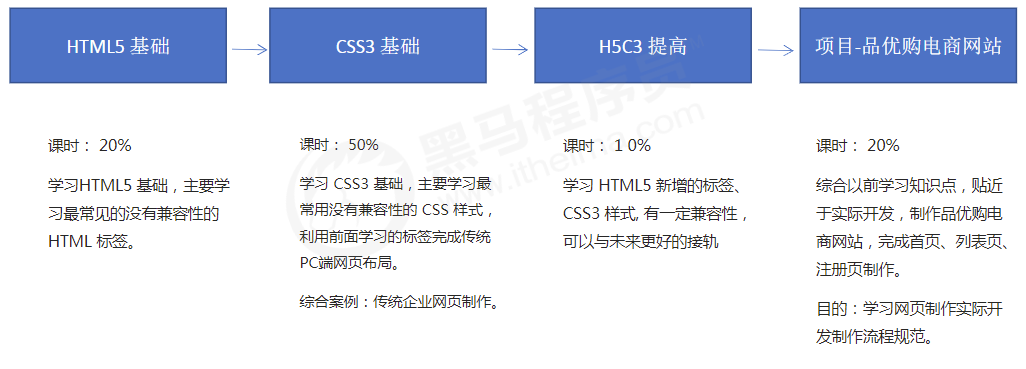 HTML5 基础
CSS3 基础
H5C3 提高
项目-品优购电商网站
课时： 20%
学习HTML5 基础，主要学
习最常见的没有兼容性的
HTML 标签。
课时： 50%
学习 CSS3 基础，主要学习最
常用没有兼容性的 CSS 样式，
利用前面学习的标签完成传统
PC端网页布局。
综合案例：传统企业网页制作。
课时： 1 0%
学习 HTML5 新增的标签、
CSS3 样式, 有一定兼容性，
可以与未来更好的接轨
课时： 20%
综合以前学习知识点，贴近
于实际开发，制作品优购电
商网站，完成首页、列表页、
注册页制作。
目的：学习网页制作实际开
发制作流程规范。
黑马程序员
www.itheima.com